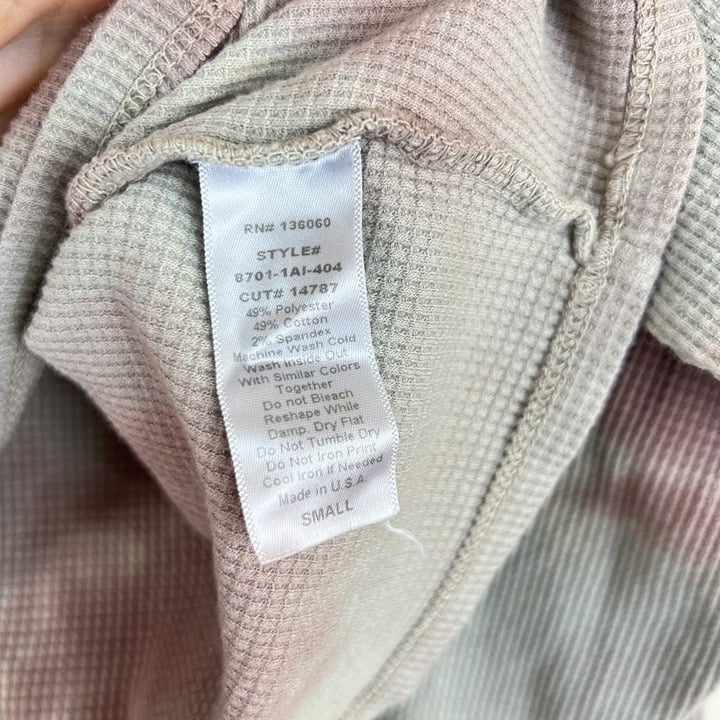 RN# 136060
STYLE#
8701-1AI-404
CUT# 14787
49% Polyester
49% Cotton
2% Spandex
Machine Wash Cold
Wash Inside Out
With Similar Colors
Together
Do not Bleach
Reshape While
Damp. Dry Flat
Do Not Tumble Dry
Do Not Iron Print
Cool Iron if Needed
Made in U.S.A.
SMALL